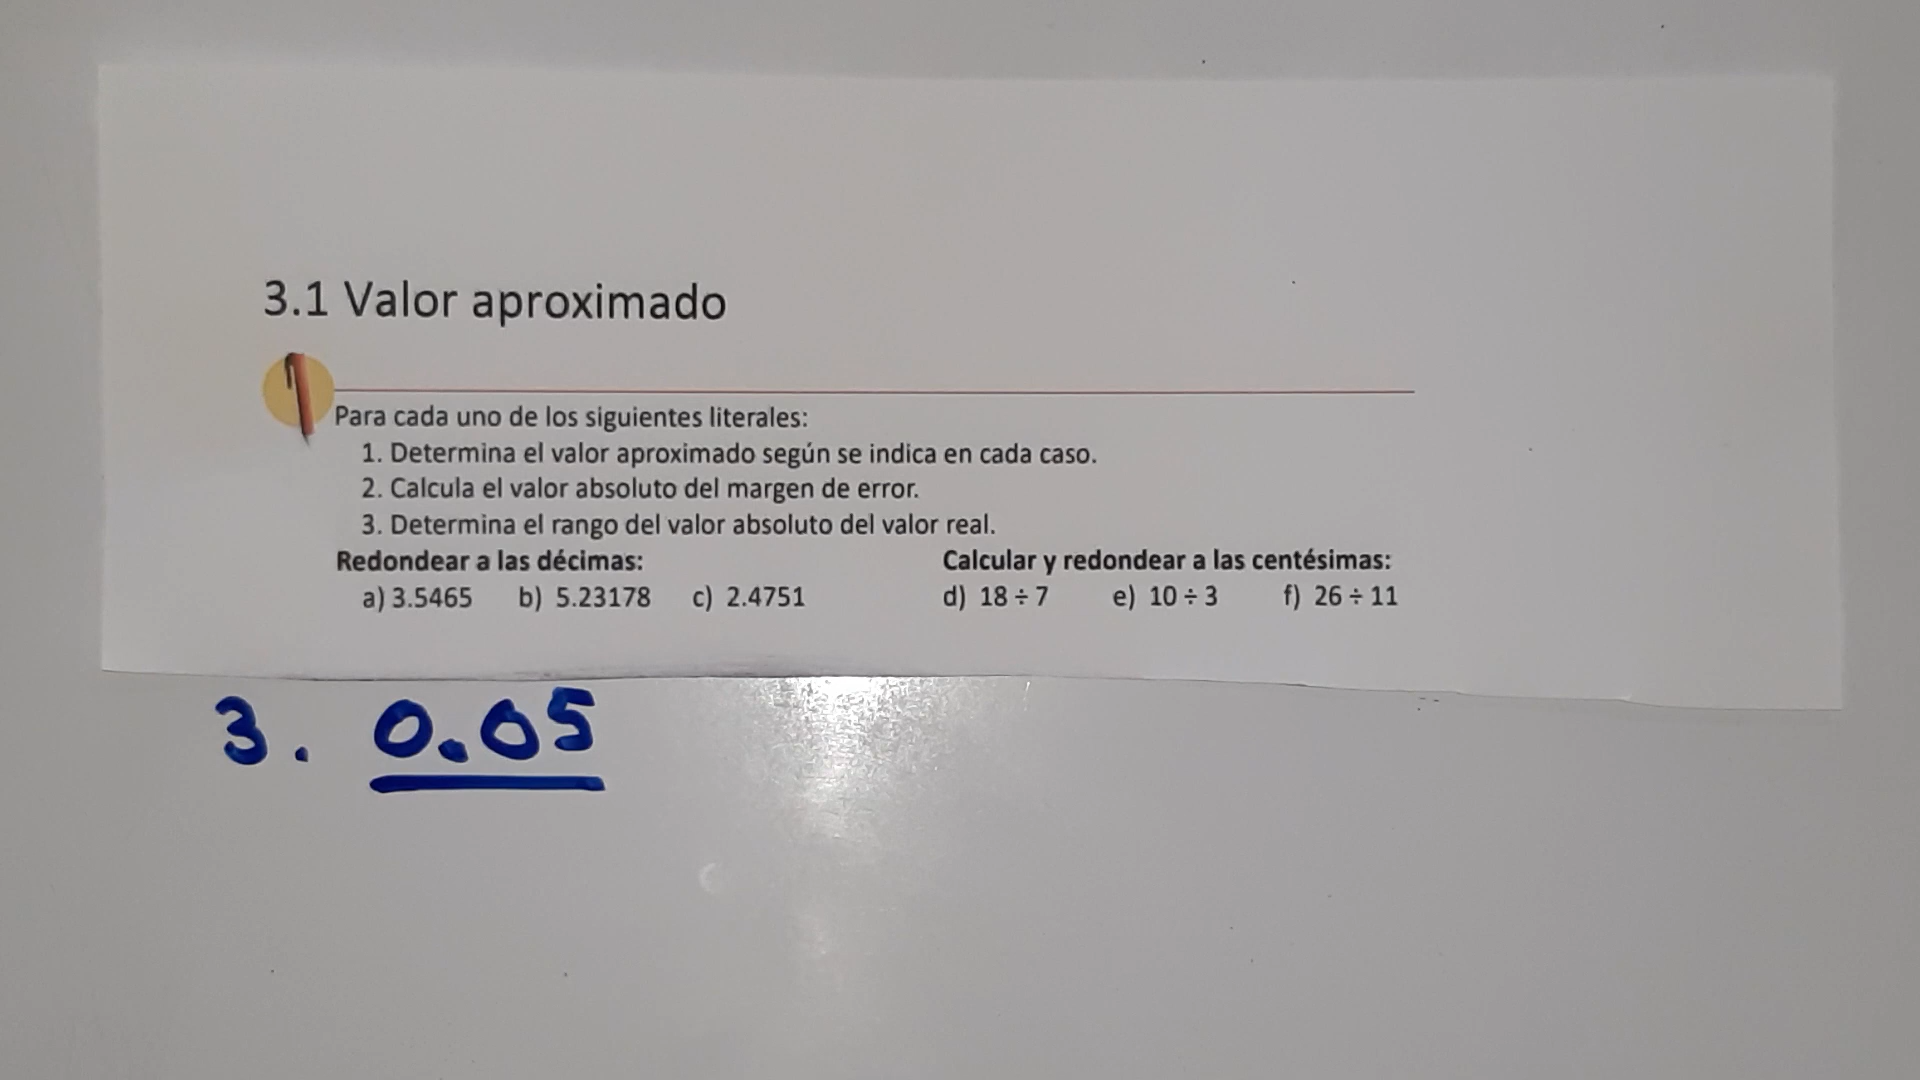 3.1 Valor aproximado
Para cada uno de los siguientes literales:
1. Determina el valor aproximado según se indica en cada caso.
2. Calcula el valor absoluto del margen de error.
3. Determina el rango del valor absoluto del valor real.
Redondear a las décimas: Calcular y redondear a las centésimas:
a) 3.5465 b) 5.23178 c) 2.4751 d) 18 ÷ 7 e) 10 ÷ 3 f) 26 ÷ 11
3. 0.05